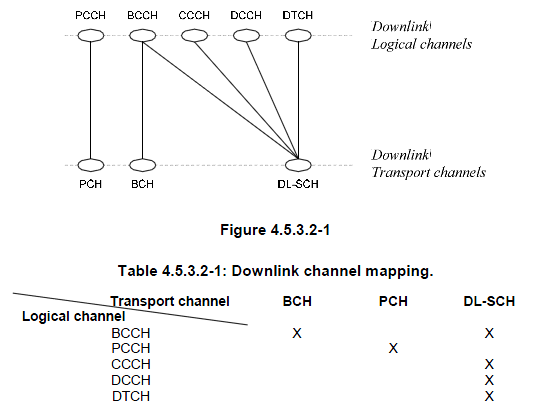 PCCH BCCH CCCH DCCH DTCH
Downlink
Logical channels
Downlink
Transport channels
PCH BCH DL-SCH
Figure 4.5.3.2-1
Table 4.5.3.2-1: Downlink channel mapping.
Transport channel BCH PCH DL-SCH
Logical channel
BCCH X X
PCCH X
CCCH X
DCCH X
DTCH X